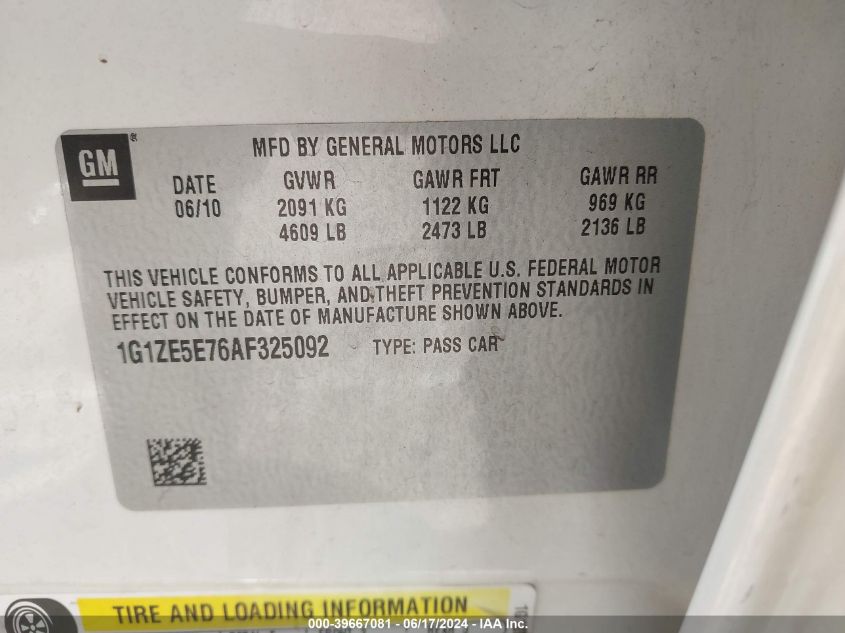 GM
MFD BY GENERAL MOTORS LLC
DATE GVWR GAWR FRT GAWR RR
06/10 2091 KG 1122 KG 969 KG
4609 LB 2473 LB 2136 LB
THIS VEHICLE CONFORMS TO ALL APPLICABLE U.S. FEDERAL MOTOR
VEHICLE SAFETY, BUMPER, AND THEFT PREVENTION STANDARDS IN
EFFECT ON THE DATE OF MANUFACTURE SHOWN ABOVE.
1G1ZE5E76AF325092 TYPE: PASS CAR
TIRE AND LOADING INFORMATION
000-39667081 - 06/17/2024 - IAA, Inc.